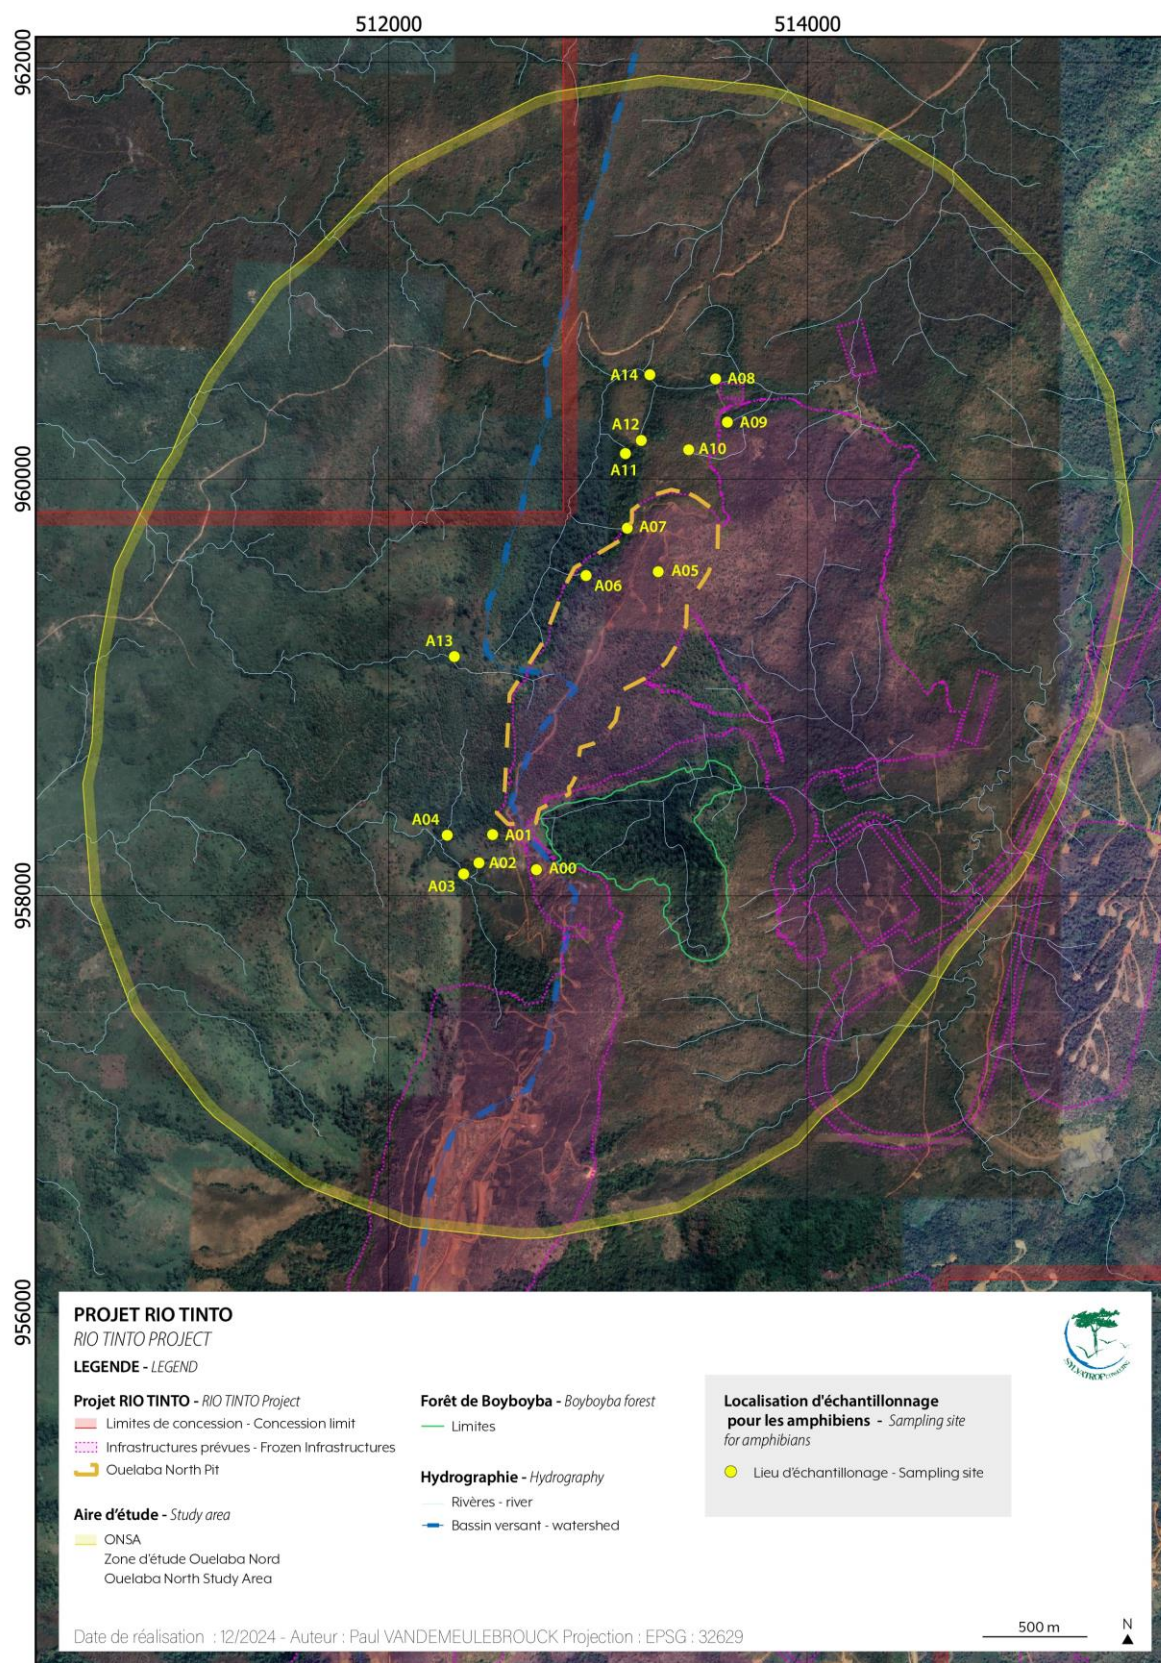 512000
514000
962000
960000
958000
956000
A14
A08
A09
A12
A10
A11
A07
A05
A06
A13
A04
A01
A02
A00
A03
PROJET RIO TINTO
RIO TINTO PROJECT
LEGENDE - LEGEND
Projet RIO TINTO - RIO TINTO Project
Limites de concession - Concession limit
Infrastructures prévues - Frozen Infrastructures
Ouelaba North Pit
Aire d'étude - Study area
ONSA
Zone d'étude Ouelaba Nord
Ouelaba North Study Area
Forêt de Boyboyba - Boyboyba forest
Limites
Hydrographie - Hydrography
Rivières - river
Bassin versant - watershed
Localisation d'échantillonnage
pour les amphibiens - Sampling site
for amphibians
Lieu d'échantillonage - Sampling site
SYLVATROP CONSULTING
Date de réalisation : 12/2024 - Auteur : Paul VANDEMEULEBROUCK Projection : EPSG : 32629
500 m
N